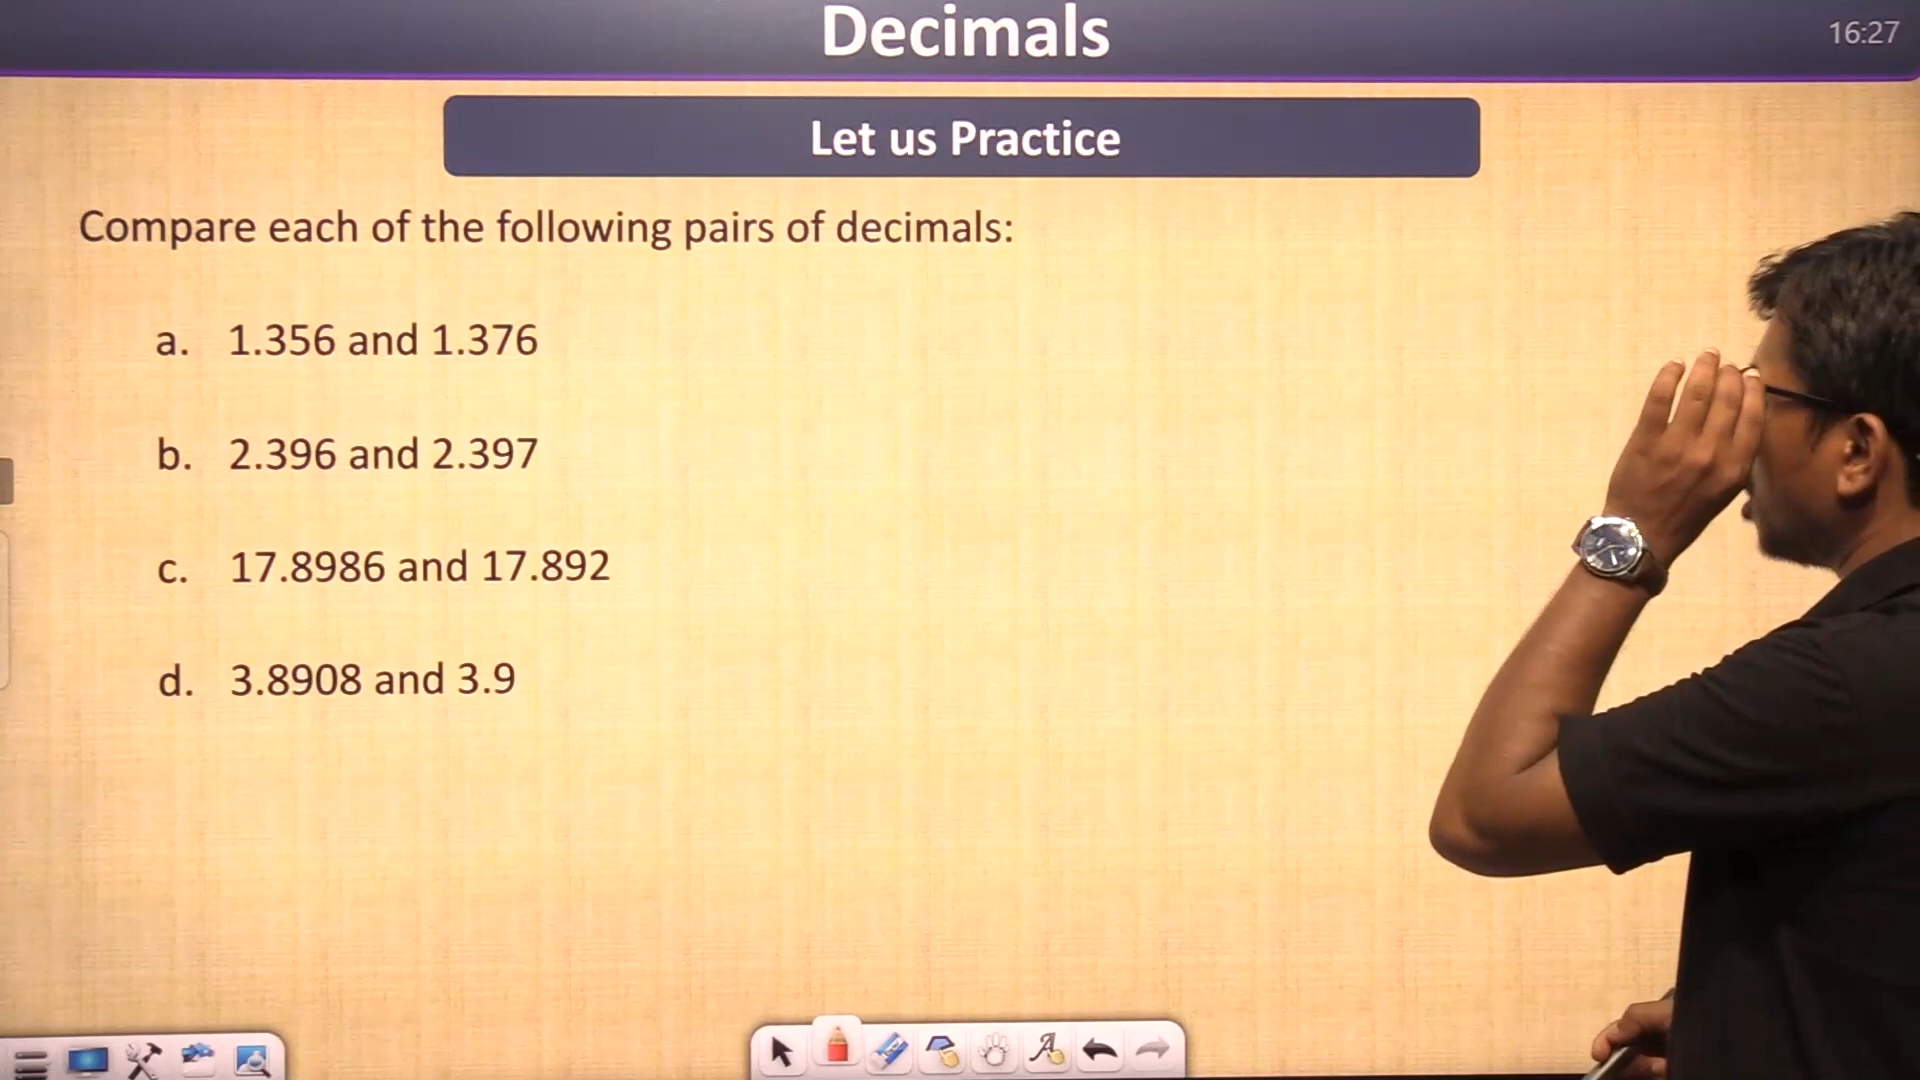 Decimals
16:27
Let us Practice
Compare each of the following pairs of decimals:
a. 1.356 and 1.376
b. 2.396 and 2.397
c. 17.8986 and 17.892
d. 3.8908 and 3.9